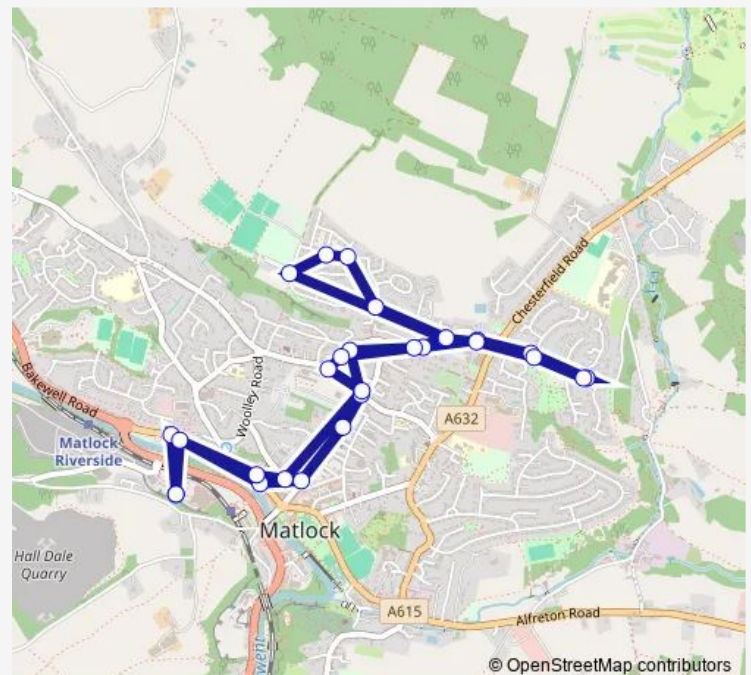 Chesterfield Road
Woolley Road
Bakewell Road
A632
Matlock
Riverside
Matlock
Hall Dale
Quarry
A615
Alfreton Road
© OpenStreetMap contributors